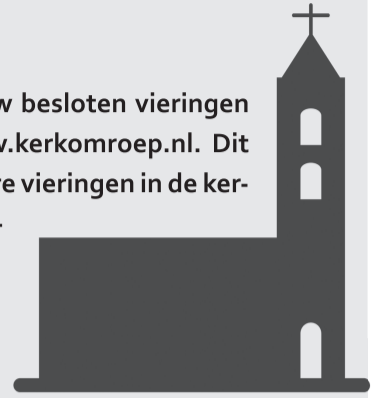 besloten vieringen
.kerkomroep.nl. Dit
vieringen in de ker-